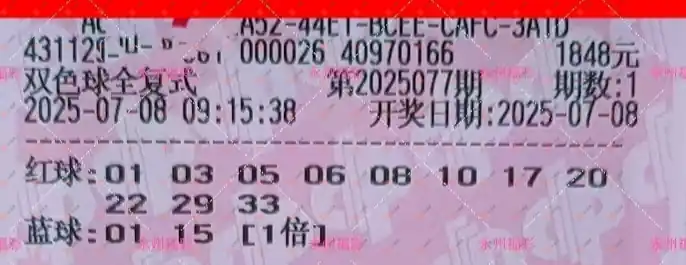 A52-44E1-BCEE-CAFC-3A1D
000026 40970166 1848元
双色球全复式 第2025077期 期数:1
2025-07-08 09:15:38 开奖日期:2025-07-08
红球:01 03 05 06 08 10 17 20
22 29 33
蓝球:01 15 [1倍]